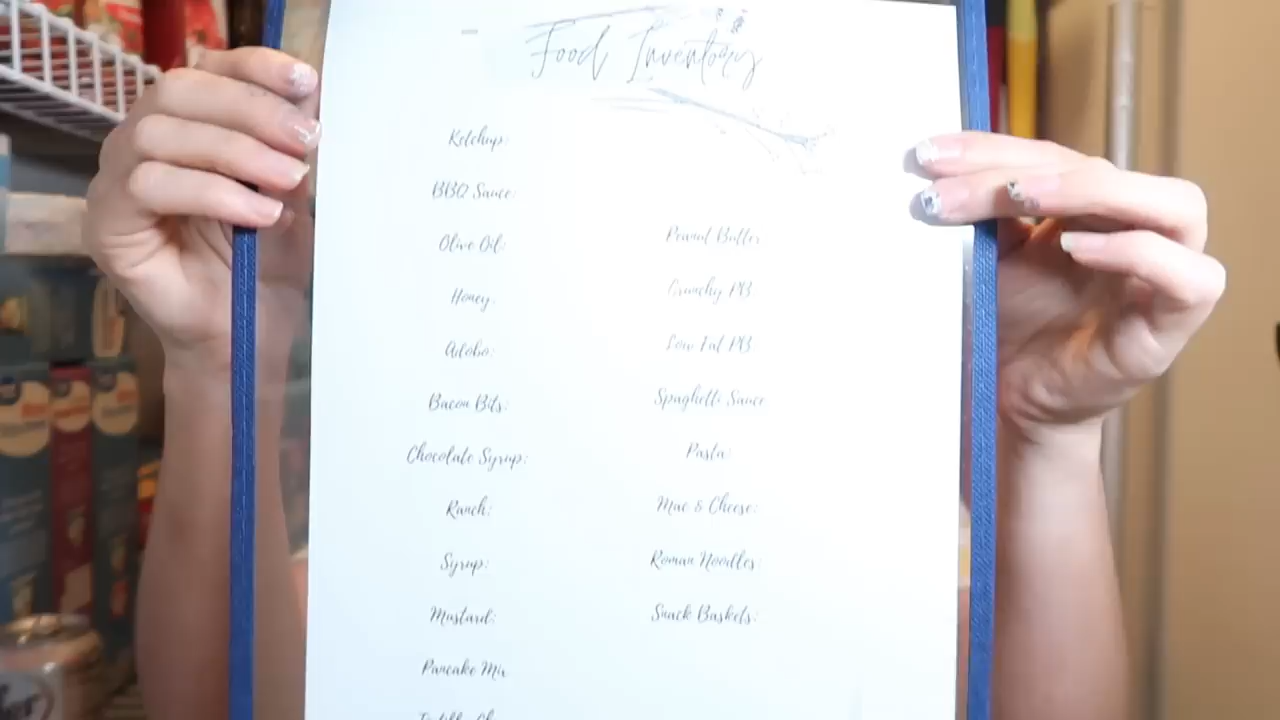 Food Inventory
Ketchup:
BBQ Sauce:
Olive Oil:
Honey:
Adobo:
Bacon Bits:
Chocolate Syrup:
Ranch:
Syrup:
Mustard:
Pancake Mix
Peanut Butter
Crunchy PB:
Low Fat PB
Spaghetti Sauce
Pasta:
Mac & Cheese:
Roman Noodles:
Snack Baskets: